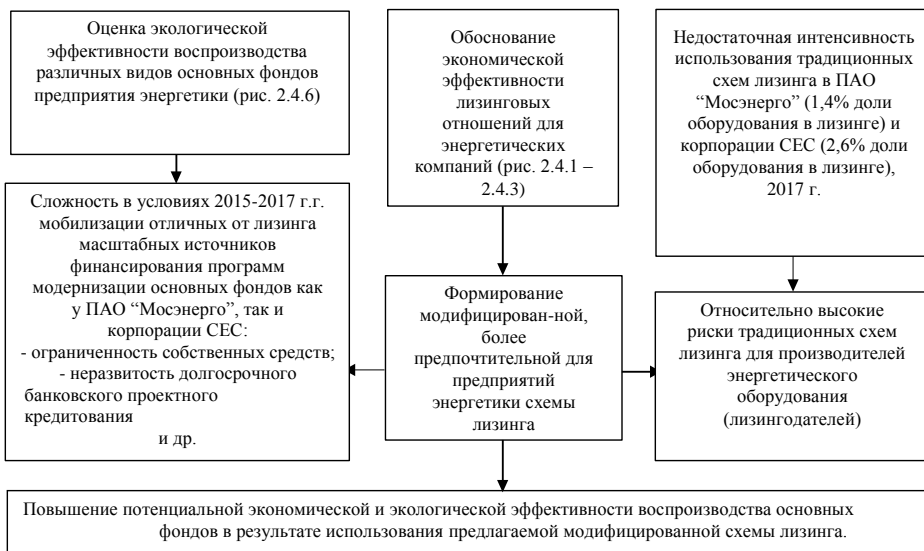 Оценка экологической
эффективности воспроизводства
различных видов основных фондов
предприятия энергетики (рис. 2.4.6)
Обоснование
экономической
эффективности
лизинговых
отношений для
энергетических
компаний (рис. 2.4.1 –
2.4.3)
Недостаточная интенсивность
использования традиционных
схем лизинга в ПАО
“Мосэнерго” (1,4% доли
оборудования в лизинге) и
корпорации СЕС (2,6% доли
оборудования в лизинге),
2017 г.
Сложность в условиях 2015-2017 г.г.
мобилизации отличных от лизинга
масштабных источников
финансирования программ
модернизации основных фондов как
у ПАО “Мосэнерго”, так и
корпорации СЕС:
- ограниченность собственных средств;
- неразвитость долгосрочного
банковского проектного
кредитования
и др.
Формирование
модифицирован-ной,
более
предпочтительной для
предприятий
энергетики схемы
лизинга
Относительно высокие
риски традиционных схем
лизинга для производителей
энергетического
оборудования
(лизингодателей)
Повышение потенциальной экономической и экологической эффективности воспроизводства основных
фондов в результате использования предлагаемой модифицированной схемы лизинга.